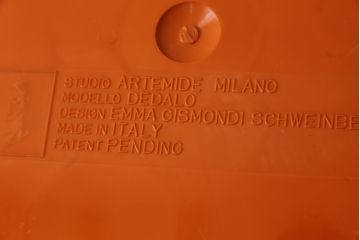 STUDIO ARTEMIDE MILANO
MODELLO DEDALO
DESIGN EMMA GISMONDI SCHWEINBE
MADE IN ITALY
PATENT PENDING